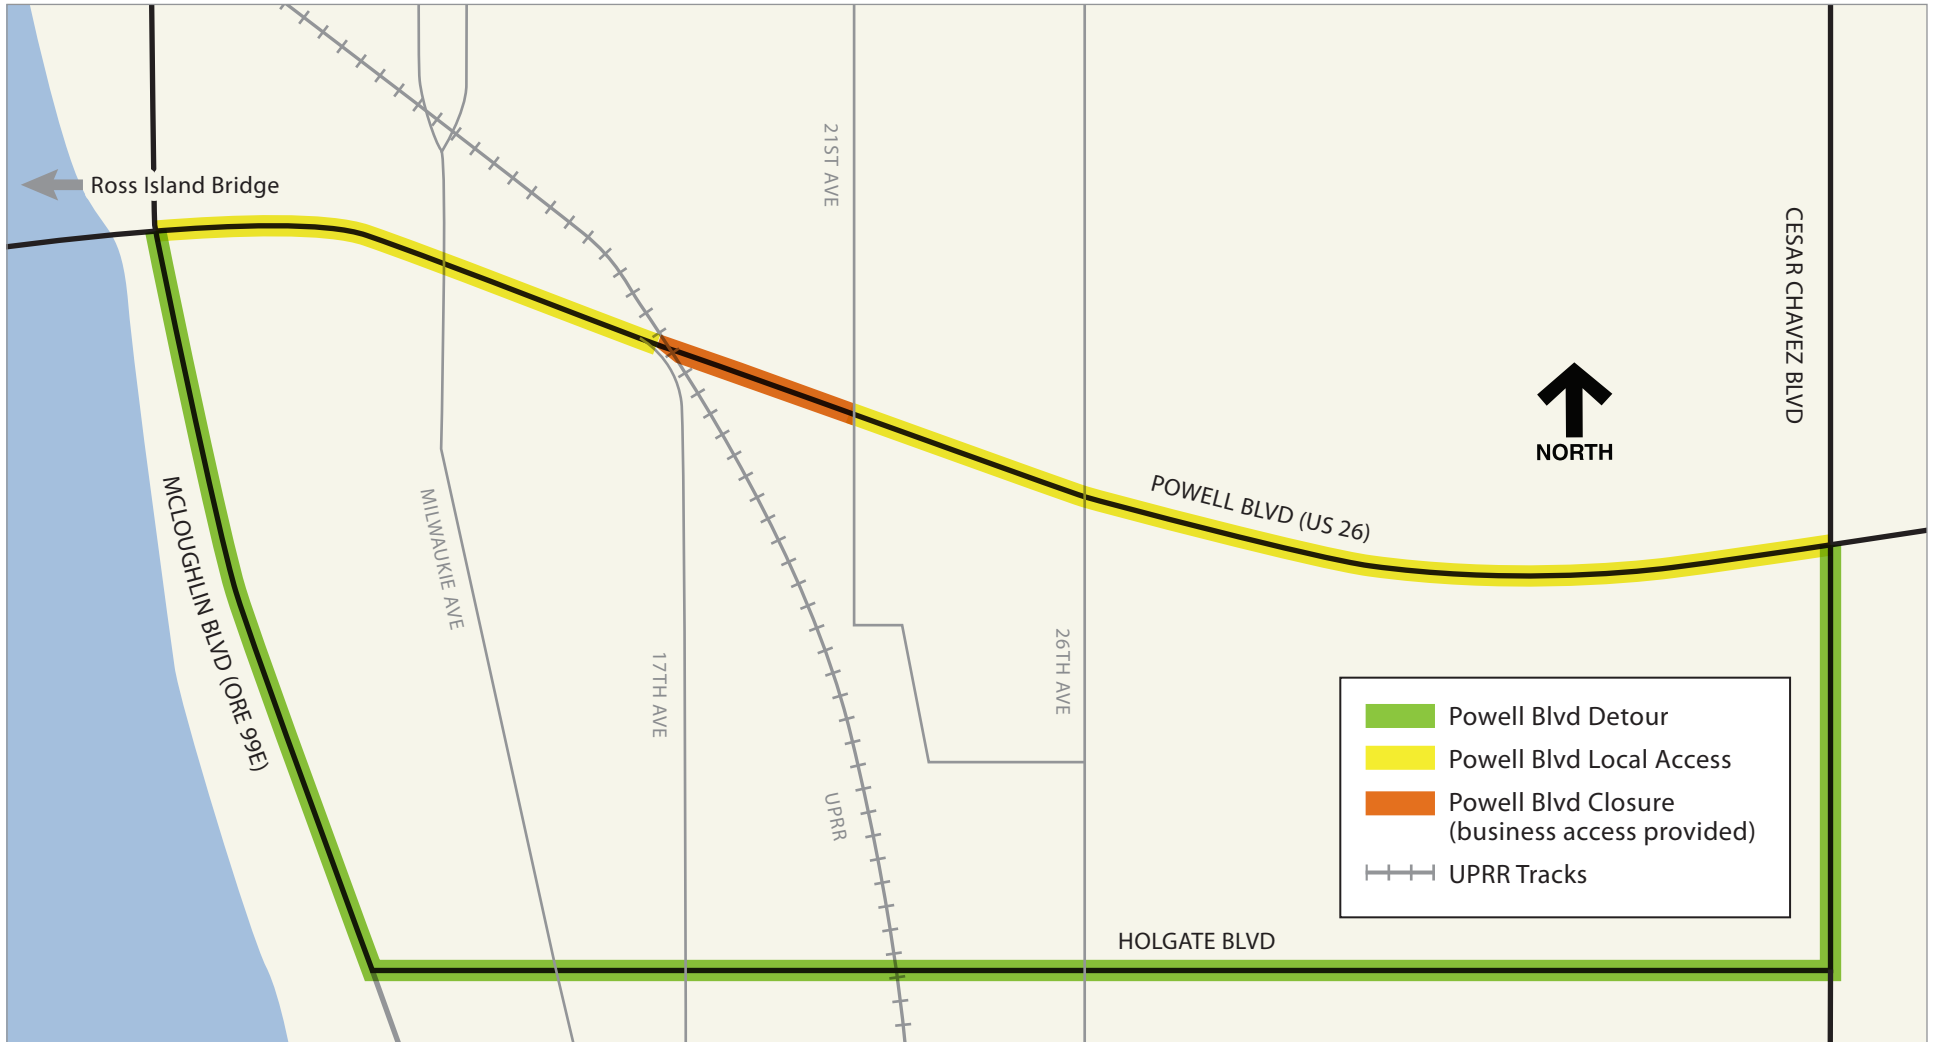 21ST AVE
Ross Island Bridge
CESAR CHAVEZ BLVD
NORTH
POWELL BLVD (US 26)
MCLOUGHLIN BLVD (ORE 99E)
MILWAUKIE AVE
17TH AVE
26TH AVE
UPRR
Powell Blvd Detour
Powell Blvd Local Access
Powell Blvd Closure
(business access provided)
UPRR Tracks
HOLGATE BLVD